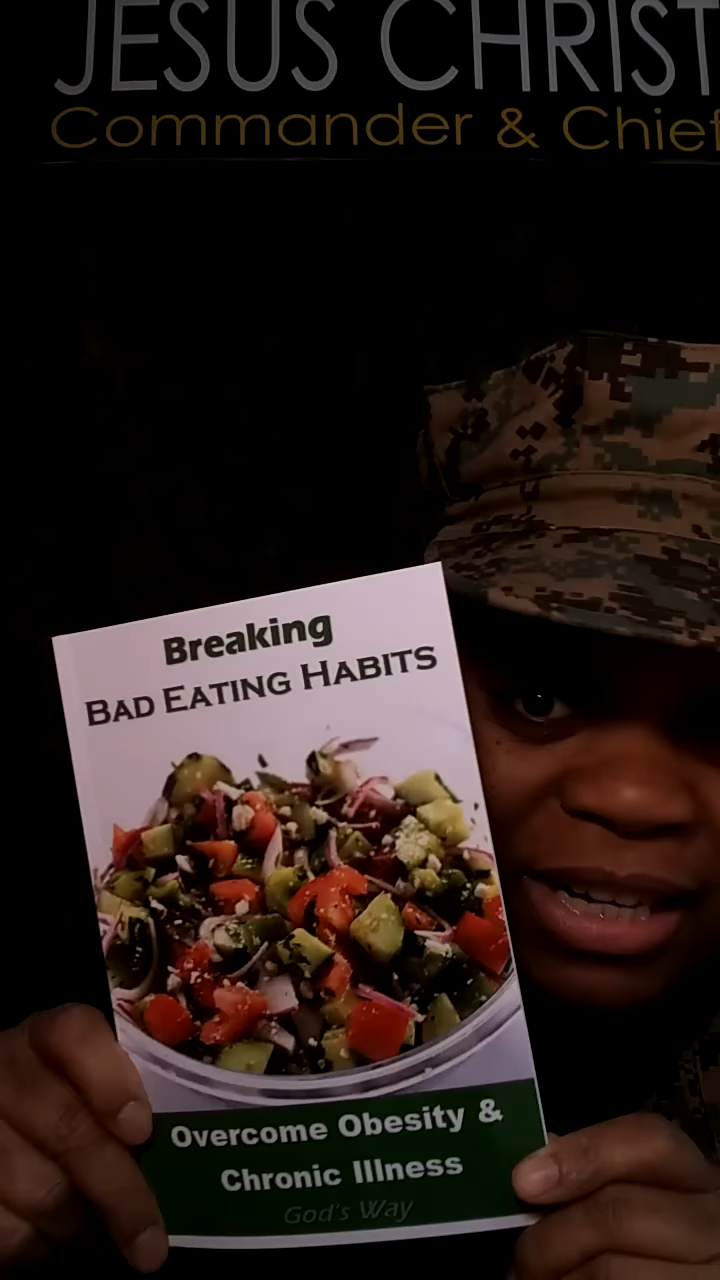 JESUS CHRIST
Commander & Chief
Breaking
BAD EATING HABITS
Overcome Obesity &
Chronic Illness
God's Way